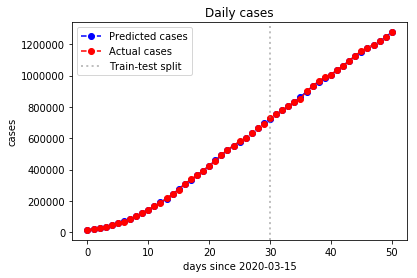 Daily cases
Predicted cases
Actual cases
Train-test split
cases
1200000
1000000
800000
600000
400000
200000
0
0 10 20 30 40 50
days since 2020-03-15